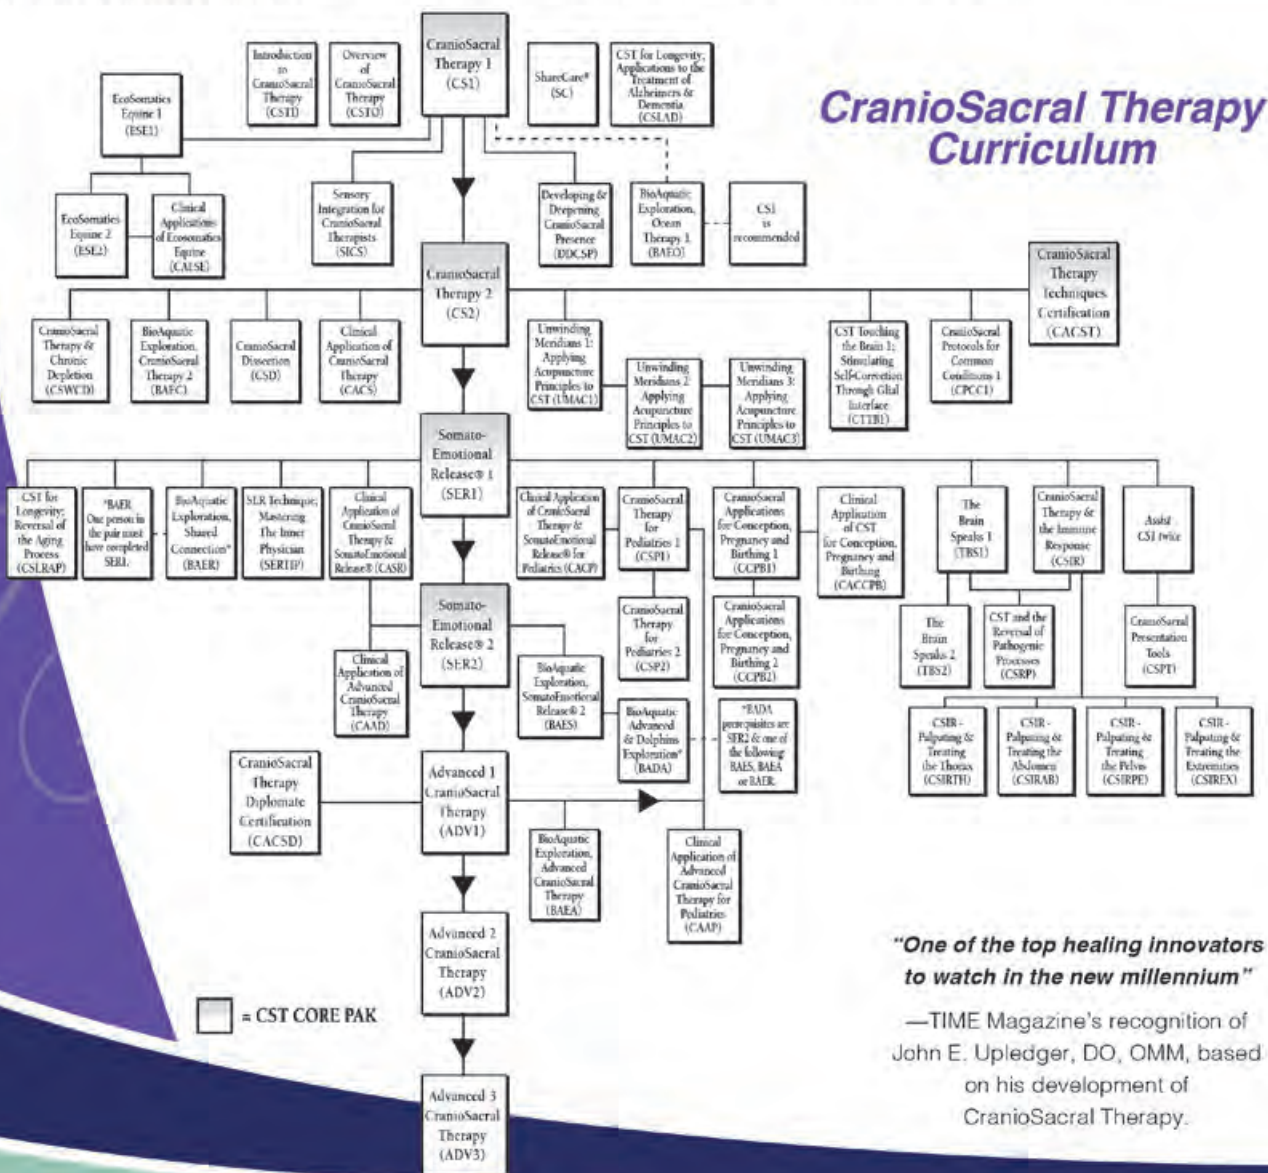 CranioSacral
Therapy 1
(CS1)
Introduction
to
CranioSacral
Therapy
(CSTI)
Overview
of
CranioSacral
Therapy
(CSTO)
ShareCare®
(SC)
CST for Longevity;
Applications to the
Treatment of
Alzheimers &
Dementia
(CSLAD)
CranioSacral Therapy
Curriculum
EcoSomatics
Equine 1
(ESE1)
EcoSomatics
Equine 2
(ESE2)
Clinical
Applications
of Ecosomatics
Equine
(CAESE)
Sensory
Integration for
CranioSacral
Therapists
(SICS)
Developing &
Deepening
CranioSacral
Presence
(DDCSP)
BioAquatic
Exploration,
Ocean
Therapy 1
(BAEO)
CS1
is
recommended
CranioSacral
Therapy 2
(CS2)
CranioSacral
Therapy
Techniques
Certification
(CACST)
CranioSacral
Therapy &
Chronic
Depletion
(CSWCD)
BioAquatic
Exploration,
CranioSacral
Therapy 2
(BAEC)
CranioSacral
Dissection
(CSD)
Clinical
Application of
CranioSacral
Therapy
(CACS)
Unwinding
Meridians 1:
Applying
Acupuncture
Principles to
CST (UMAC1)
Unwinding
Meridians 2:
Applying
Acupuncture
Principles to
CST (UMAC2)
Unwinding
Meridians 3:
Applying
Acupuncture
Principles to
CST (UMAC3)
CST Touching
the Brain 1;
Stimulating
Self-Correction
Through Glial
Interface
(CTTB1)
CranioSacral
Protocols for
Common
Conditions 1
(CPCC1)
Somato-
Emotional
Release® 1
(SER1)
CST for
Longevity;
Reversal of
the Aging
Process
(CSLRAP)
*BAER
One person in
the pair must
have completed
SER1.
BioAquatic
Exploration,
Shared
Connection*
(BAER)
SER Technique;
Mastering
The Inner
Physician
(SERTIP)
Clinical
Application of
CranioSacral
Therapy &
SomatoEmotional
Release® (CASR)
Clinical Application
of CranioSacral
Therapy &
SomatoEmotional
Release® for
Pediatrics (CACP)
CranioSacral
Therapy
for
Pediatrics 1
(CSP1)
CranioSacral
Applications
for Conception,
Pregnancy and
Birthing 1
(CCPB1)
Clinical
Application
of CST
for Conception,
Pregnancy and
Birthing
(CACCPB)
The
Brain
Speaks 1
(TBS1)
CranioSacral
Therapy &
the Immune
Response
(CSIR)
Assist
CS1 twice
Somato-
Emotional
Release® 2
(SER2)
CranioSacral
Therapy
for
Pediatrics 2
(CSP2)
CranioSacral
Applications
for Conception,
Pregnancy and
Birthing 2
(CCPB2)
The
Brain
Speaks 2
(TBS2)
CST and the
Reversal of
Pathogenic
Processes
(CSRP)
CranioSacral
Presentation
Tools
(CSPT)
Clinical
Application of
Advanced
CranioSacral
Therapy
(CAAD)
BioAquatic
Exploration,
SomatoEmotional
Release® 2
(BAES)
BioAquatic
Advanced
& Dolphins
Exploration*
(BADA)
*BADA
prerequisites are
SER2 & one of
the following
BAES, BAEA
or BAER.
CSIR -
Palpating &
Treating
the Thorax
(CSIRTH)
CSIR -
Palpating &
Treating the
Abdomen
(CSIRAB)
CSIR -
Palpating &
Treating
the Pelvis
(CSIRPE)
CSIR -
Palpating &
Treating the
Extremities
(CSIREX)
CranioSacral
Therapy
Diplomate
Certification
(CACSD)
Advanced 1
CranioSacral
Therapy
(ADV1)
BioAquatic
Exploration,
Advanced
CranioSacral
Therapy
(BAEA)
Clinical
Application of
Advanced
CranioSacral
Therapy for
Pediatrics
(CAAP)
Advanced 2
CranioSacral
Therapy
(ADV2)
= CST CORE PAK
Advanced 3
CranioSacral
Therapy
(ADV3)
"One of the top healing innovators
to watch in the new millennium"
—TIME Magazine's recognition of
John E. Upledger, DO, OMM, based
on his development of
CranioSacral Therapy.